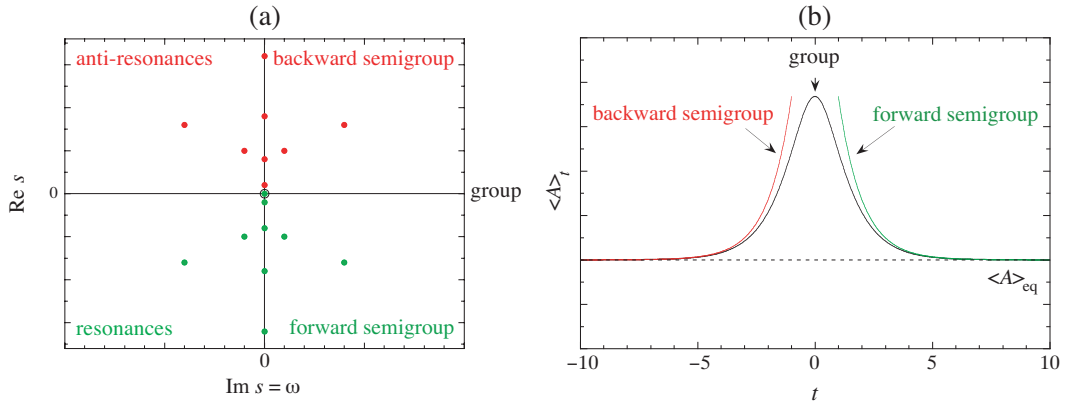 (a)
anti-resonances
backward semigroup
Re s
0
group
resonances
forward semigroup
0
Im s = ω
(b)
group
backward semigroup
forward semigroup
<A>t
<A>eq
−10
−5
0
5
10
t